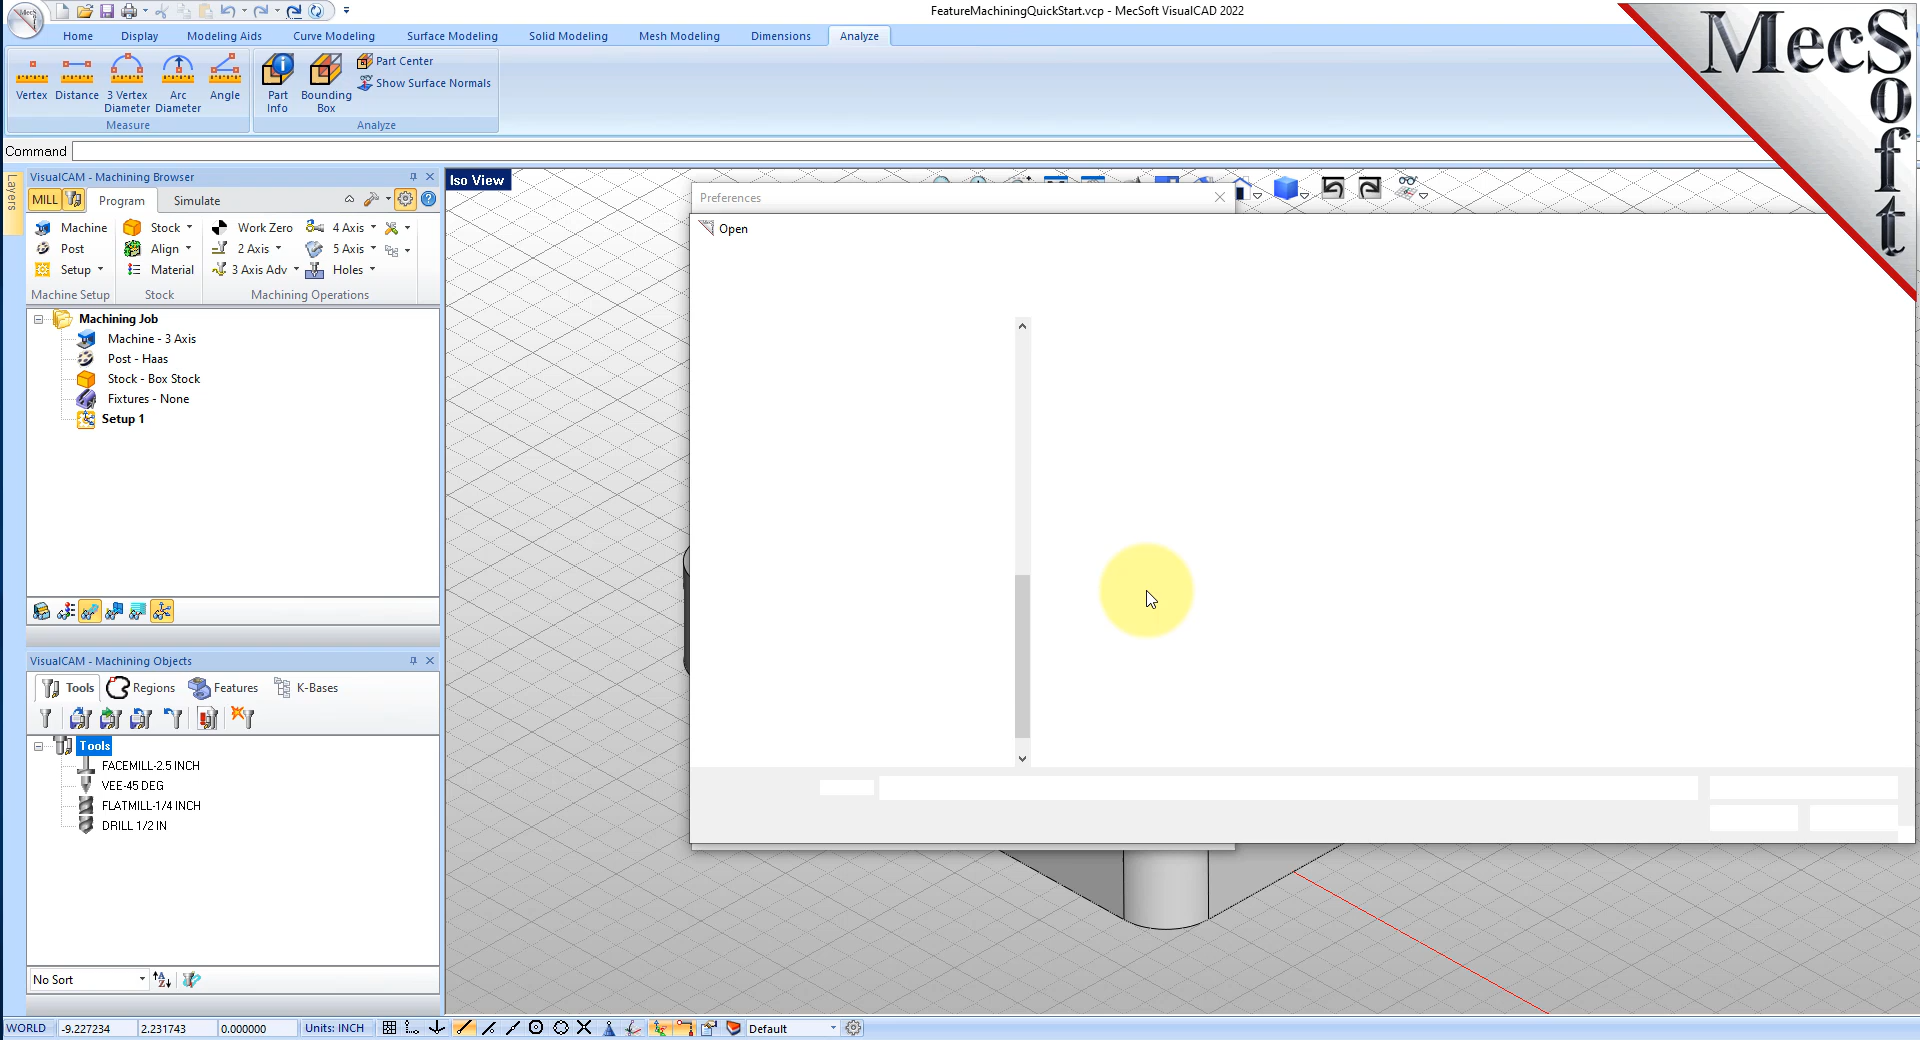 FeatureMachiningQuickStart.vcp - MecSoft VisualCAD 2022
Home Display Modeling Aids Curve Modeling Surface Modeling Solid Modeling Mesh Modeling Dimensions Analyze
Vertex Distance 3 Vertex Diameter Arc Diameter Angle
Part Info Bounding Box
Part Center
Show Surface Normals
Measure Analyze
Command
Layers
VisualCAM - Machining Browser
MILL Program Simulate
Machine Stock Work Zero 4 Axis
Post Align 2 Axis 5 Axis
Setup Material 3 Axis Adv Holes
Machine Setup Stock Machining Operations
Machining Job
Machine - 3 Axis
Post - Haas
Stock - Box Stock
Fixtures - None
Setup 1
VisualCAM - Machining Objects
Tools Regions Features K-Bases
Tools
FACEMILL-2.5 INCH
VEE-45 DEG
FLATMILL-1/4 INCH
DRILL 1/2 IN
No Sort
Iso View
Preferences
Open
MecSoft
WORLD -9.227234 2.231743 0.000000 Units: INCH Default